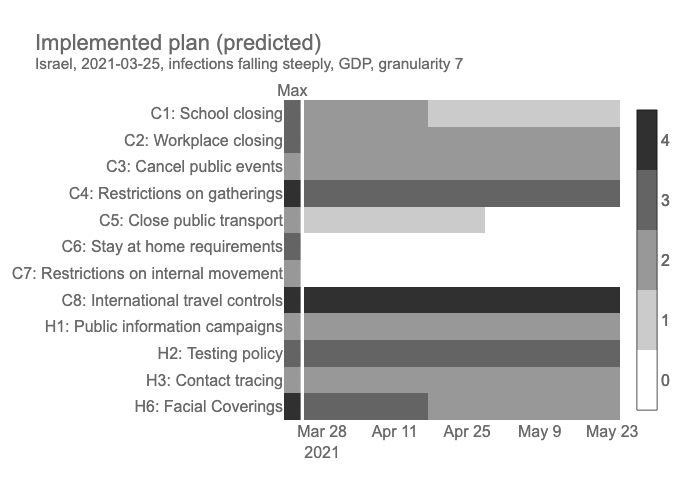 Implemented plan (predicted)
Israel, 2021-03-25, infections falling steeply, GDP, granularity 7
Max
C1: School closing
C2: Workplace closing
C3: Cancel public events
C4: Restrictions on gatherings
C5: Close public transport
C6: Stay at home requirements
C7: Restrictions on internal movement
C8: International travel controls
H1: Public information campaigns
H2: Testing policy
H3: Contact tracing
H6: Facial Coverings
4
3
2
1
0
Mar 28 Apr 11 Apr 25 May 9 May 23
2021